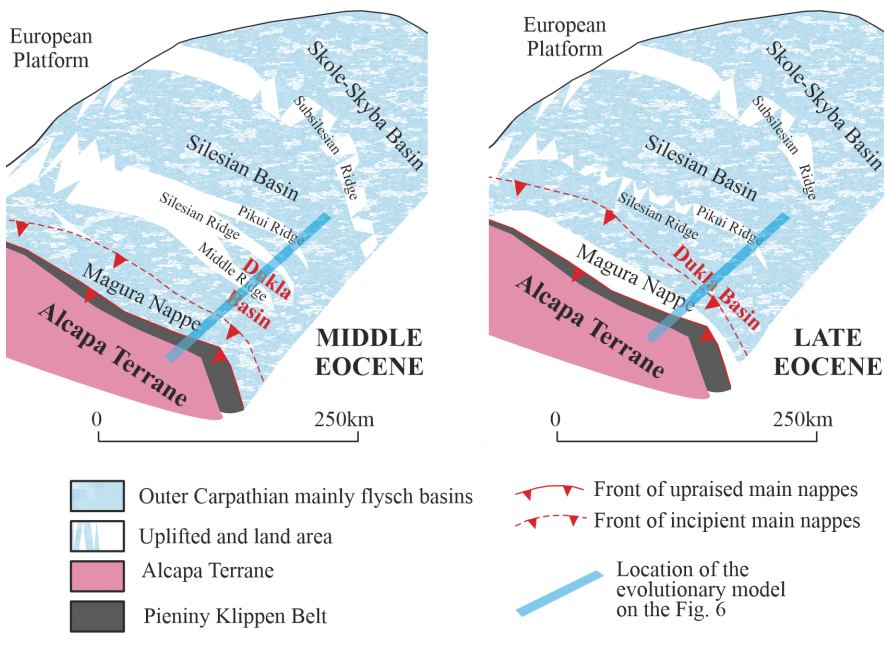 European
Platform
Skole-Skyba Basin
Subsilesian
Ridge
Silesian Basin
Silesian Ridge
Pikui Ridge
Middle Ridge
Dukla
Basin
Magura Nappe
Alcapa Terrane
MIDDLE
EOCENE
0
250km
European
Platform
Skole-Skyba Basin
Subsilesian
Ridge
Silesian Basin
Silesian Ridge
Pikui Ridge
Dukla Basin
Magura Nappe
Alcapa Terrane
LATE
EOCENE
0
250km
Outer Carpathian mainly flysch basins
Uplifted and land area
Alcapa Terrane
Pieniny Klippen Belt
Front of upraised main nappes
Front of incipient main nappes
Location of the
evolutionary model
on the Fig. 6